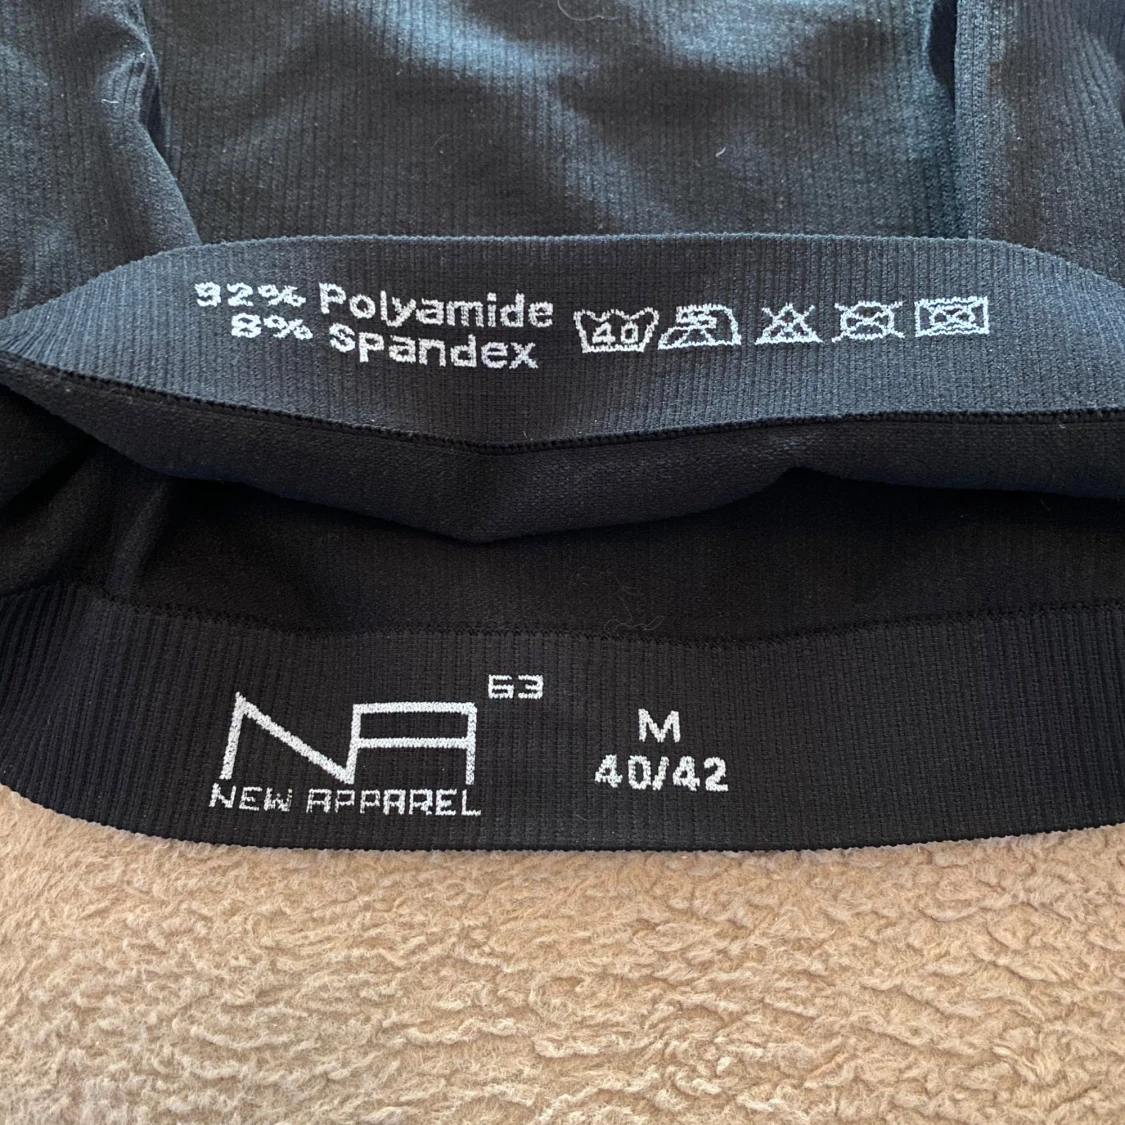 92% Polyamide
8% Spandex
40
NA 63
NEW APPAREL
M
40/42